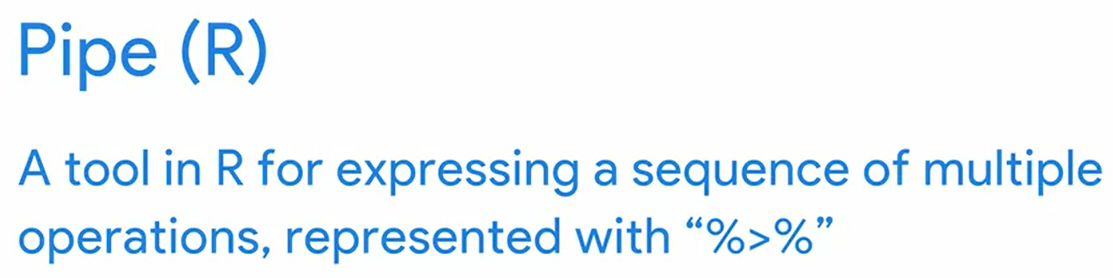 Pipe (R)
A tool in R for expressing a sequence of multiple
operations, represented with “%>%”